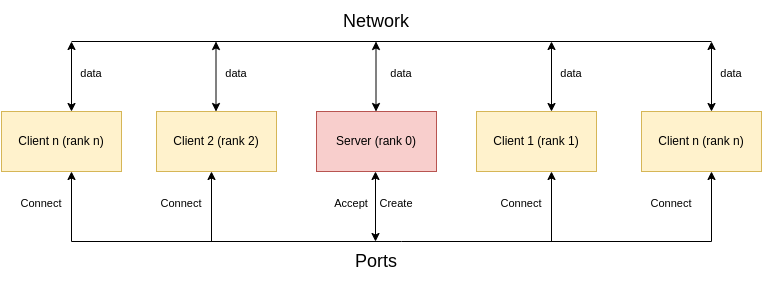 Network
data
data
data
data
data
Client n (rank n)
Client 2 (rank 2)
Server (rank 0)
Client 1 (rank 1)
Client n (rank n)
Connect
Connect
Accept
Create
Connect
Connect
Ports